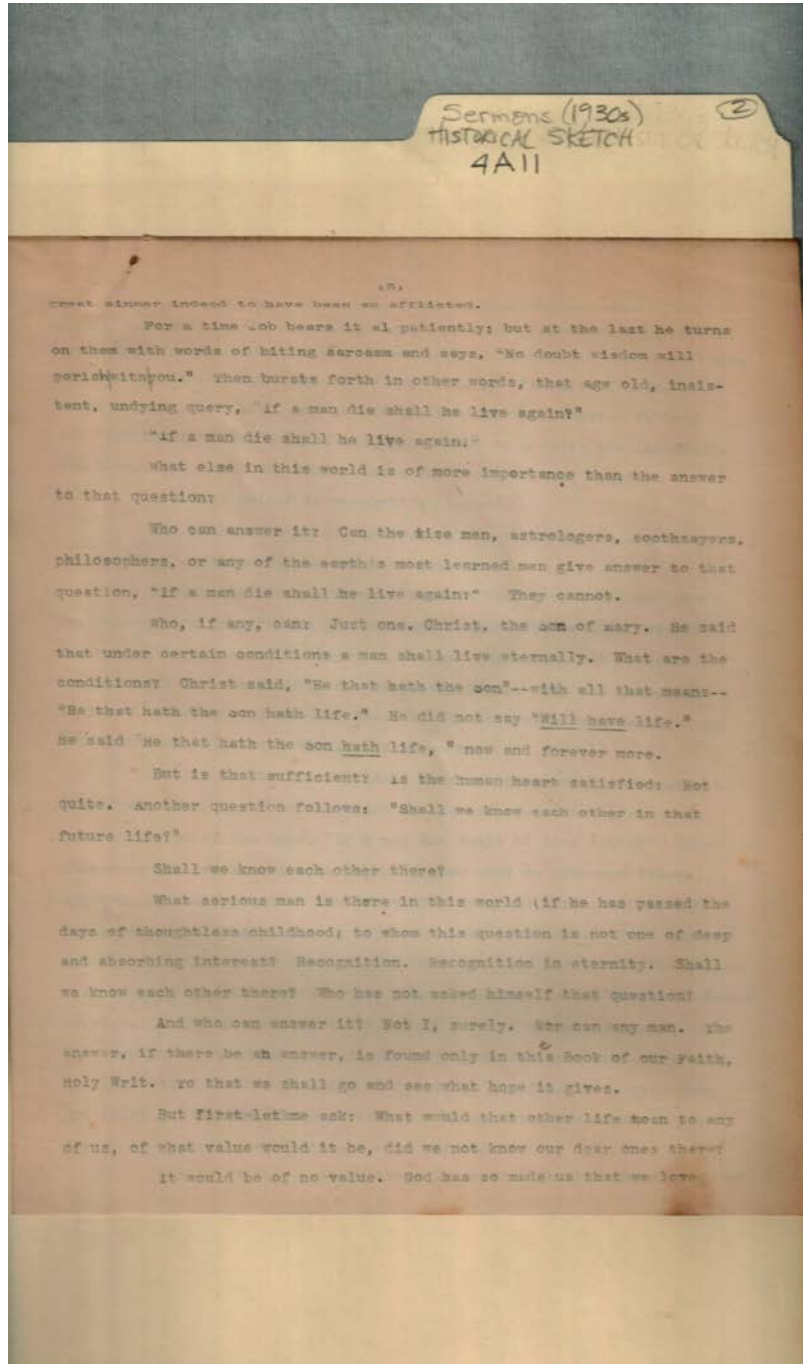 Sermons (1930s)
②
HISTORICAL SKETCH
4A11
great sinner indeed to have been so afflicted.
For a time Job bears it al patiently; but at the last he turns
on them with words of biting sarcasm and says, "No doubt wisdom will
perish with you." Then bursts forth in other words, that age old, insis-
tent, undying query, "If a man die shall he live again?"
"If a man die shall he live again?"
What else in this world is of more importance than the answer
to that question?
Who can answer it? Can the wise men, astrologers, soothsayers,
philosophers, or any of the earth's most learned men give answer to that
question, "If a man die shall he live again?" They cannot.
Who, if any, can? Just one. Christ, the Son of Mary. He said
that under certain conditions a man shall live eternally. What are the
conditions? Christ said, "He that hath the Son"--with all that means--
"He that hath the Son hath life." He did not say "Will have life."
He said "He that hath the Son hath life, " now and forever more.
But is that sufficient? Is the human heart satisfied? Not
quite. Another question follows: "Shall we know each other in that
future life?"
Shall we know each other there?
What serious man is there in this world (if he has passed the
days of thoughtless childhood) to whom this question is not one of deep
and absorbing interest? Recognition. Recognition in eternity. Shall
we know each other there? Who has not asked himself that question?
And who can answer it? Not I, surely. Nor can any man. The
answer, if there be an answer, is found only in the Book of our Faith,
Holy Writ. To that we shall go and see what hope it gives.
But first let me ask: What would that other life mean to any
of us, of what value would it be, did we not know our dear ones there?
It would be of no value. God has so made us that we love